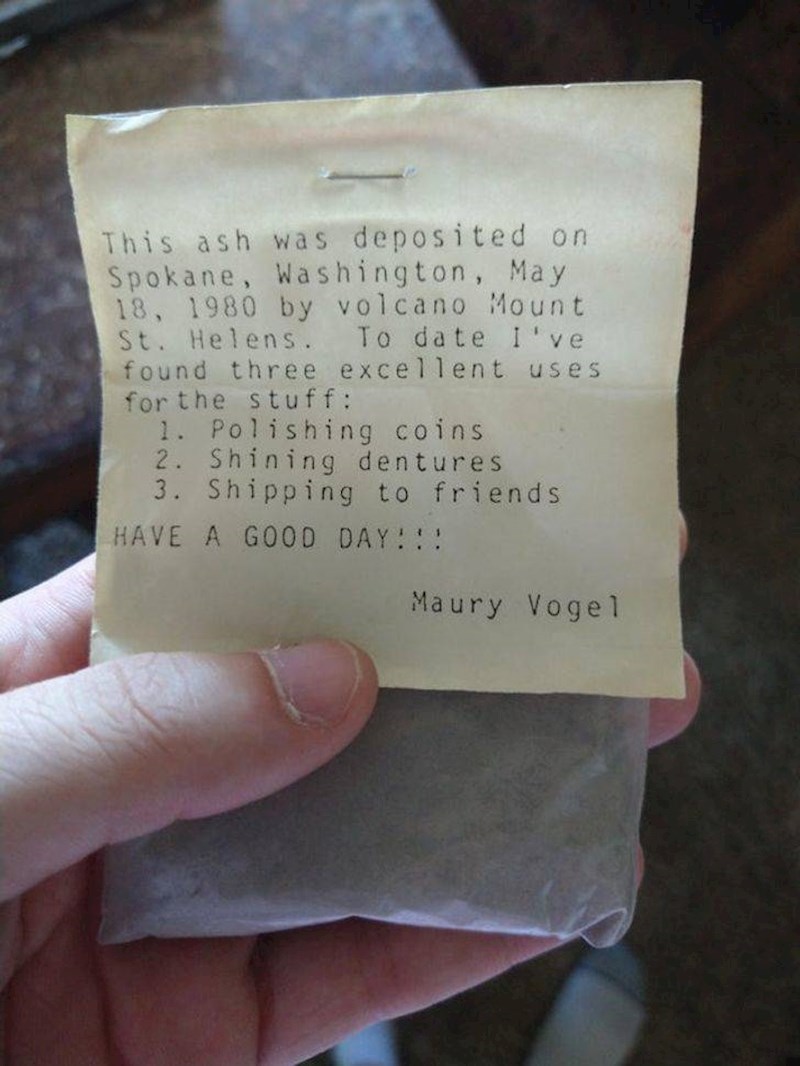 This ash was deposited on
Spokane, Washington, May
18, 1980 by volcano Mount
St. Helens. To date I've
found three excellent uses
for the stuff:
1. Polishing coins
2. Shining dentures
3. Shipping to friends
HAVE A GOOD DAY!!!
Maury Vogel